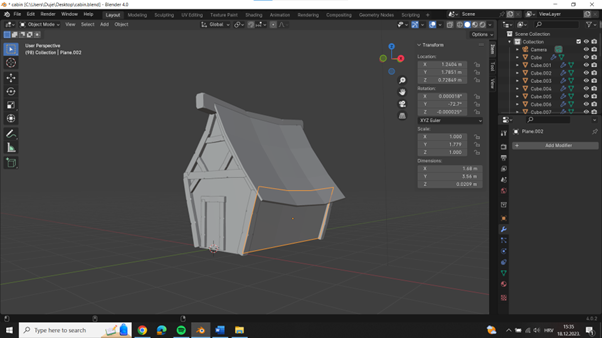 * cabin [C:\Users\Dujė\Desktop\cabin.blend] - Blender 4.0
File Edit Render Window Help Layout Modeling Sculpting UV Editing Texture Paint Shading Animation Rendering Compositing Geometry Nodes Scripting + Scene ViewLayer
Object Mode View Select Add Object Global
Options
User Perspective
(98) Collection | Plane.002
Transform
Location:
X 1.2606 m
Y 1.7851 m
Z 0.72849 m
Rotation:
X 0.000018°
Y -72.7°
Z -0.000025°
XYZ Euler
Scale:
X 1.000
Y 1.779
Z 1.000
Dimensions:
X 1.68 m
Y 3.56 m
Z 0.0209 m
Item
Tool
View
Scene Collection
Collection
Camera
Cube
Cube.001
Cube.002
Cube.003
Cube.004
Cube.005
Cube.006
Cube.007
Plane.002
+ Add Modifier
4.0.2
Type here to search
HRV
15:35
18.12.2023.